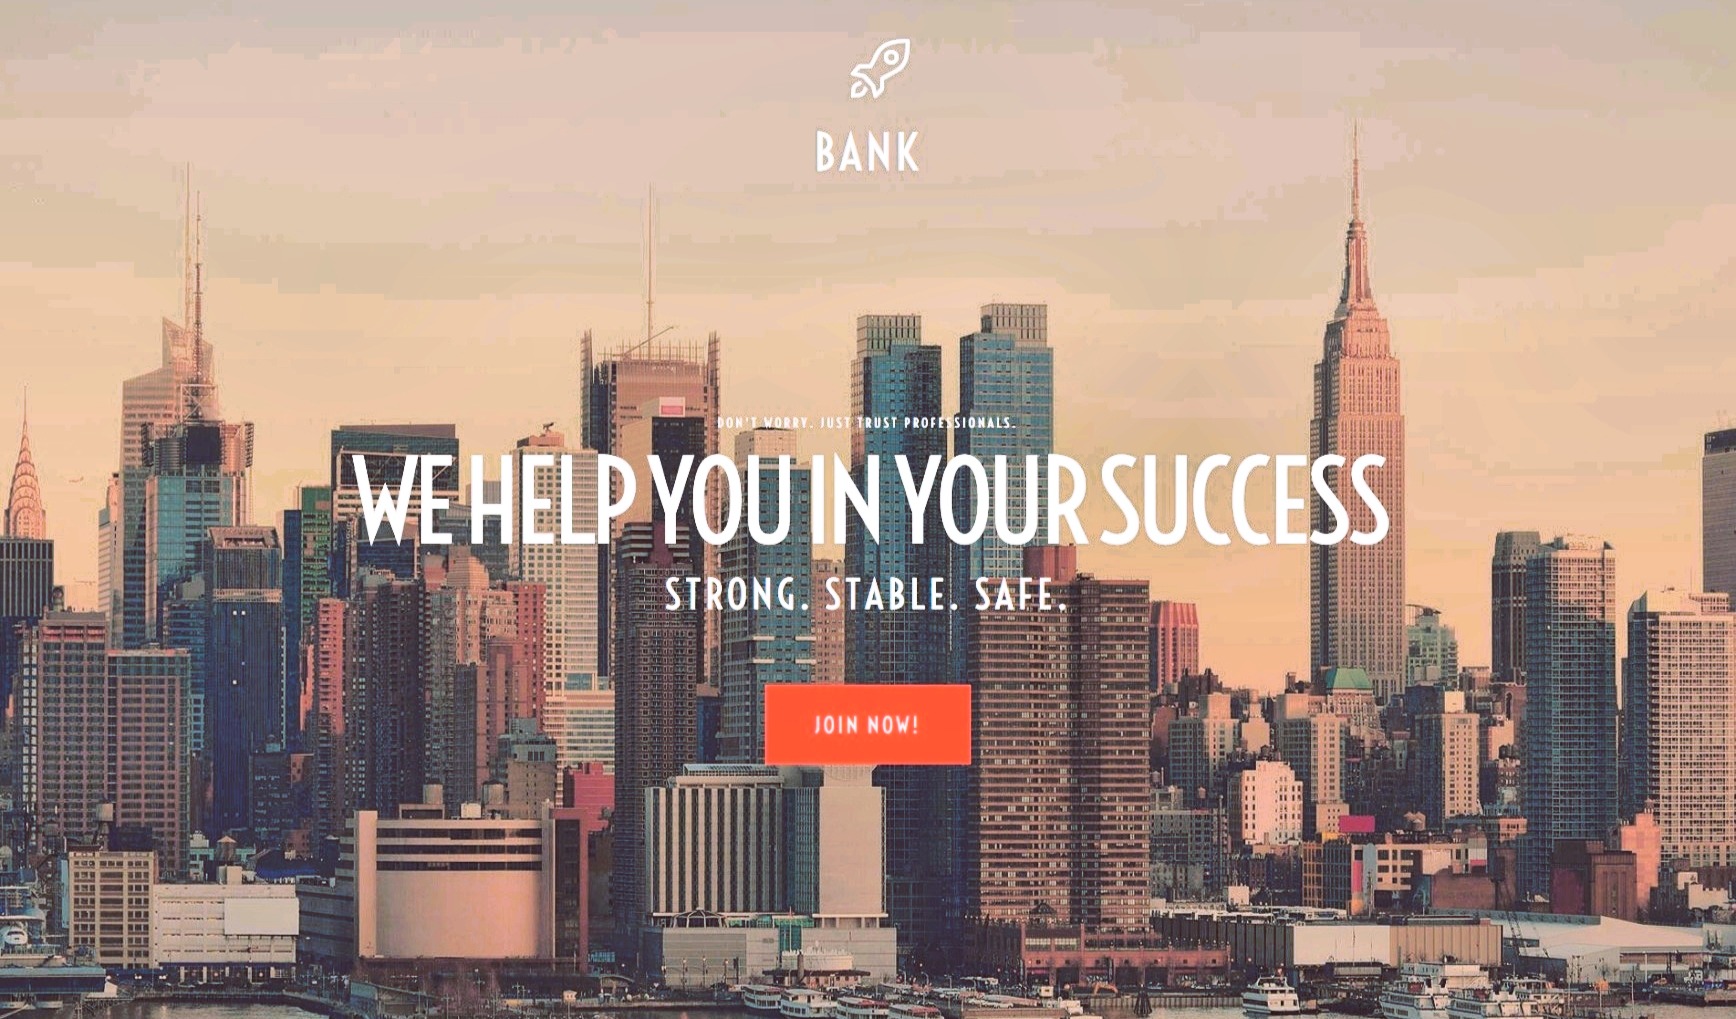 BANK
DON'T WORRY. JUST TRUST PROFESSIONALS.
WE HELP YOU IN YOUR SUCCESS
STRONG. STABLE. SAFE.
JOIN NOW!